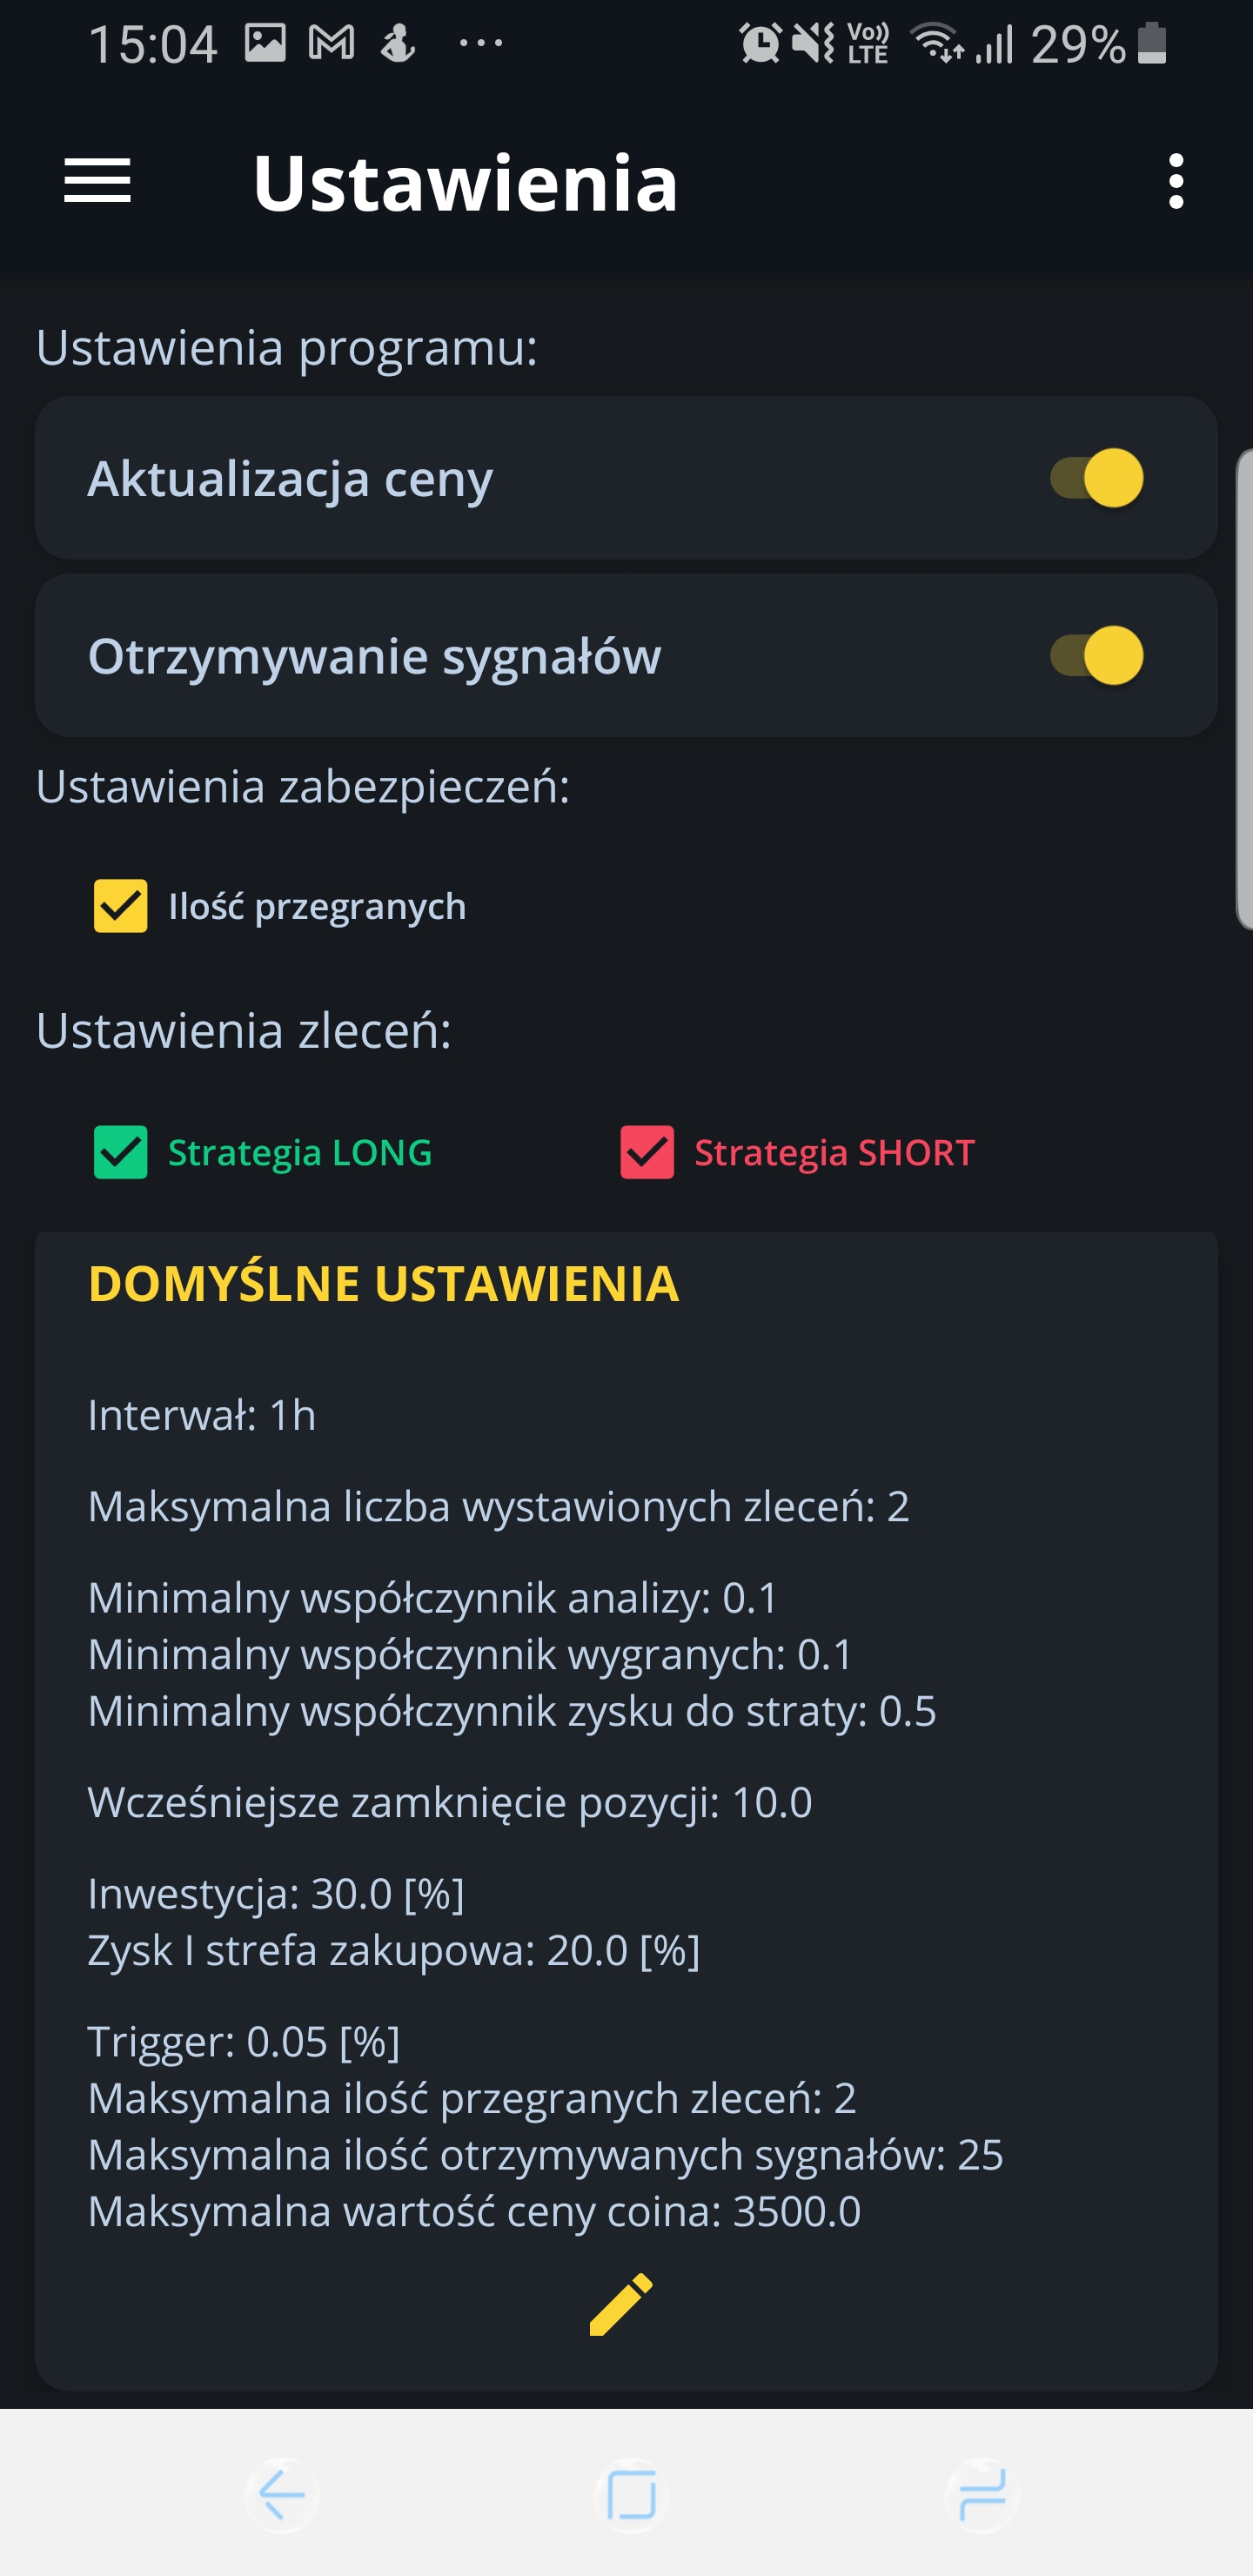 15:04 Vo)) LTE 29%
Ustawienia
Ustawienia programu:
Aktualizacja ceny
Otrzymywanie sygnałów
Ustawienia zabezpieczeń:
Ilość przegranych
Ustawienia zleceń:
Strategia LONG Strategia SHORT
DOMYŚLNE USTAWIENIA
Interwał: 1h
Maksymalna liczba wystawionych zleceń: 2
Minimalny współczynnik analizy: 0.1
Minimalny współczynnik wygranych: 0.1
Minimalny współczynnik zysku do straty: 0.5
Wcześniejsze zamknięcie pozycji: 10.0
Inwestycja: 30.0 [%]
Zysk I strefa zakupowa: 20.0 [%]
Trigger: 0.05 [%]
Maksymalna ilość przegranych zleceń: 2
Maksymalna ilość otrzymywanych sygnałów: 25
Maksymalna wartość ceny coina: 3500.0